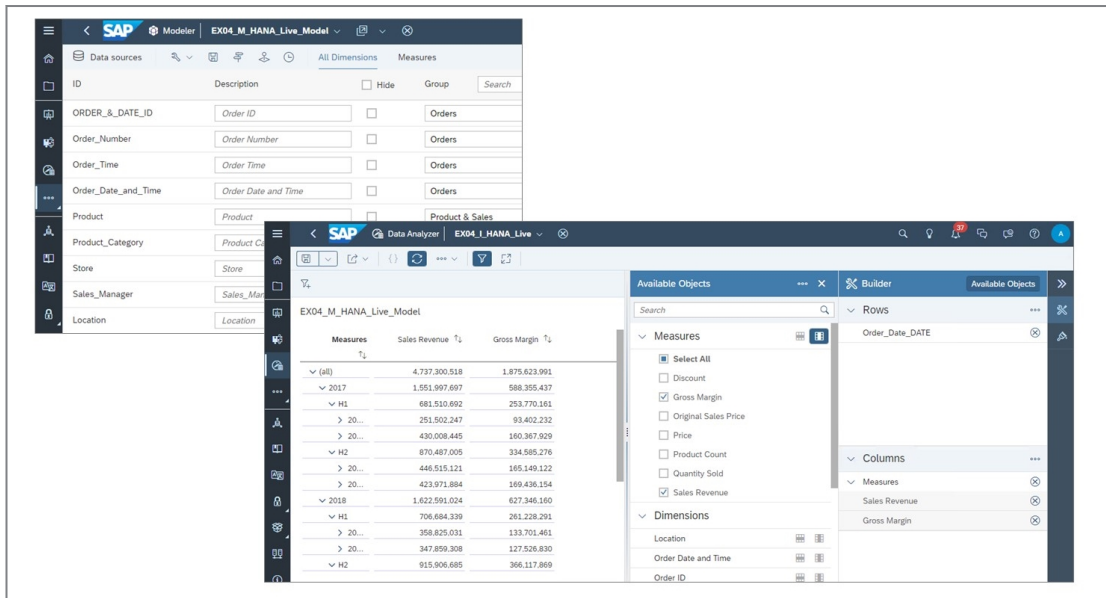 SAP Modeler EX04_M_HANA_Live_Model
Data sources All Dimensions Measures
ID Description Hide Group Search
ORDER_&_DATE_ID Order ID Orders
Order_Number Order Number Orders
Order_Time Order Time Orders
Order_Date_and_Time Order Date and Time Orders
Product Product Product & Sales
Product_Category Product Ca
Store Store
Sales_Manager Sales_Man
Location Location
SAP Data Analyzer EX04_I_HANA_Live 37 A
Available Objects
Search
Measures
Select All
Discount
Gross Margin
Original Sales Price
Price
Product Count
Quantity Sold
Sales Revenue
Dimensions
Location
Order Date and Time
Order ID
Builder Available Objects
Rows
Order_Date_DATE
Columns
Measures
Sales Revenue
Gross Margin
EX04_M_HANA_Live_Model
Measures Sales Revenue Gross Margin
(all) 4,737,300,518 1,875,623,991
2017 1,551,997,697 588,355,437
H1 681,510,692 253,770,161
20... 251,502,247 93,402,232
20... 430,008,445 160,367,929
H2 870,487,005 334,585,276
20... 446,515,121 165,149,122
20... 423,971,884 169,436,154
2018 1,622,591,024 627,346,160
H1 706,684,339 261,228,291
20... 358,825,031 133,701,461
20... 347,859,308 127,526,830
H2 915,906,685 366,117,869